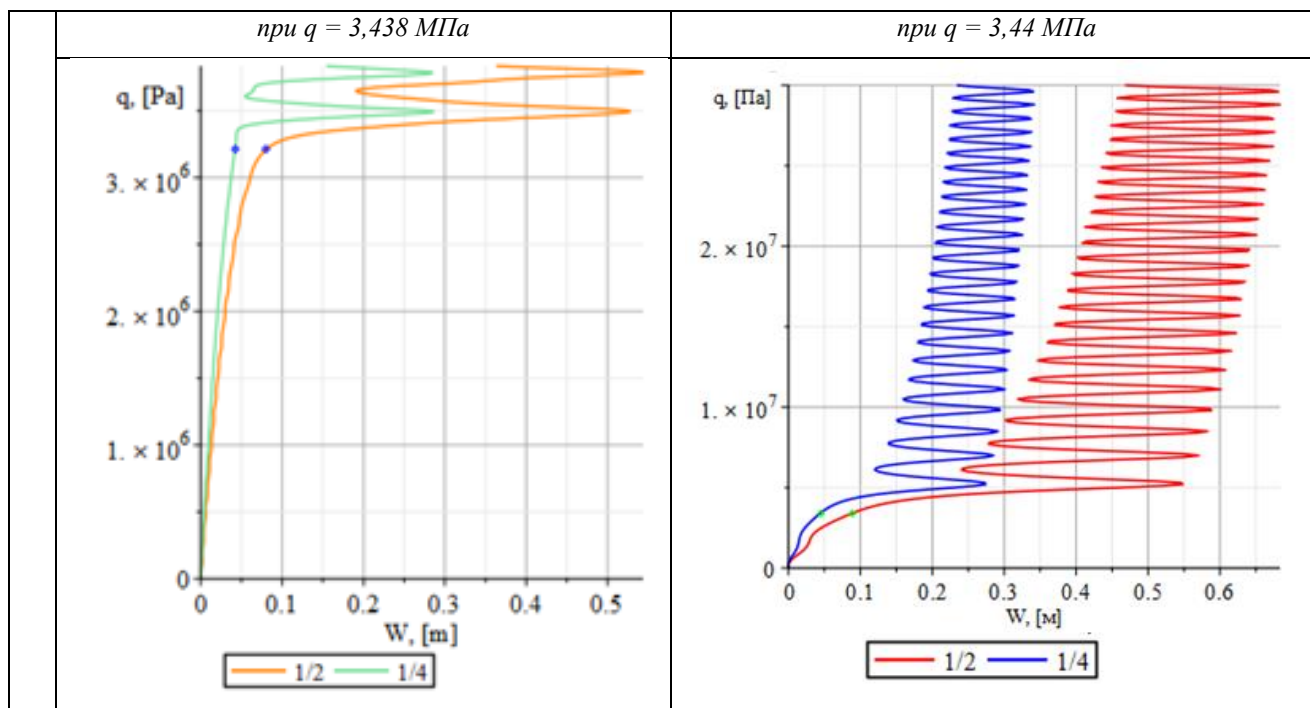 при q = 3,438 МПа
при q = 3,44 МПа
q, [Pa]
3. × 10⁶
2. × 10⁶
1. × 10⁶
0
0 0.1 0.2 0.3 0.4 0.5
W, [m]
1/2 1/4
q, [Па]
2. × 10⁷
1. × 10⁷
0
0 0.1 0.2 0.3 0.4 0.5 0.6
W, [м]
1/2 1/4